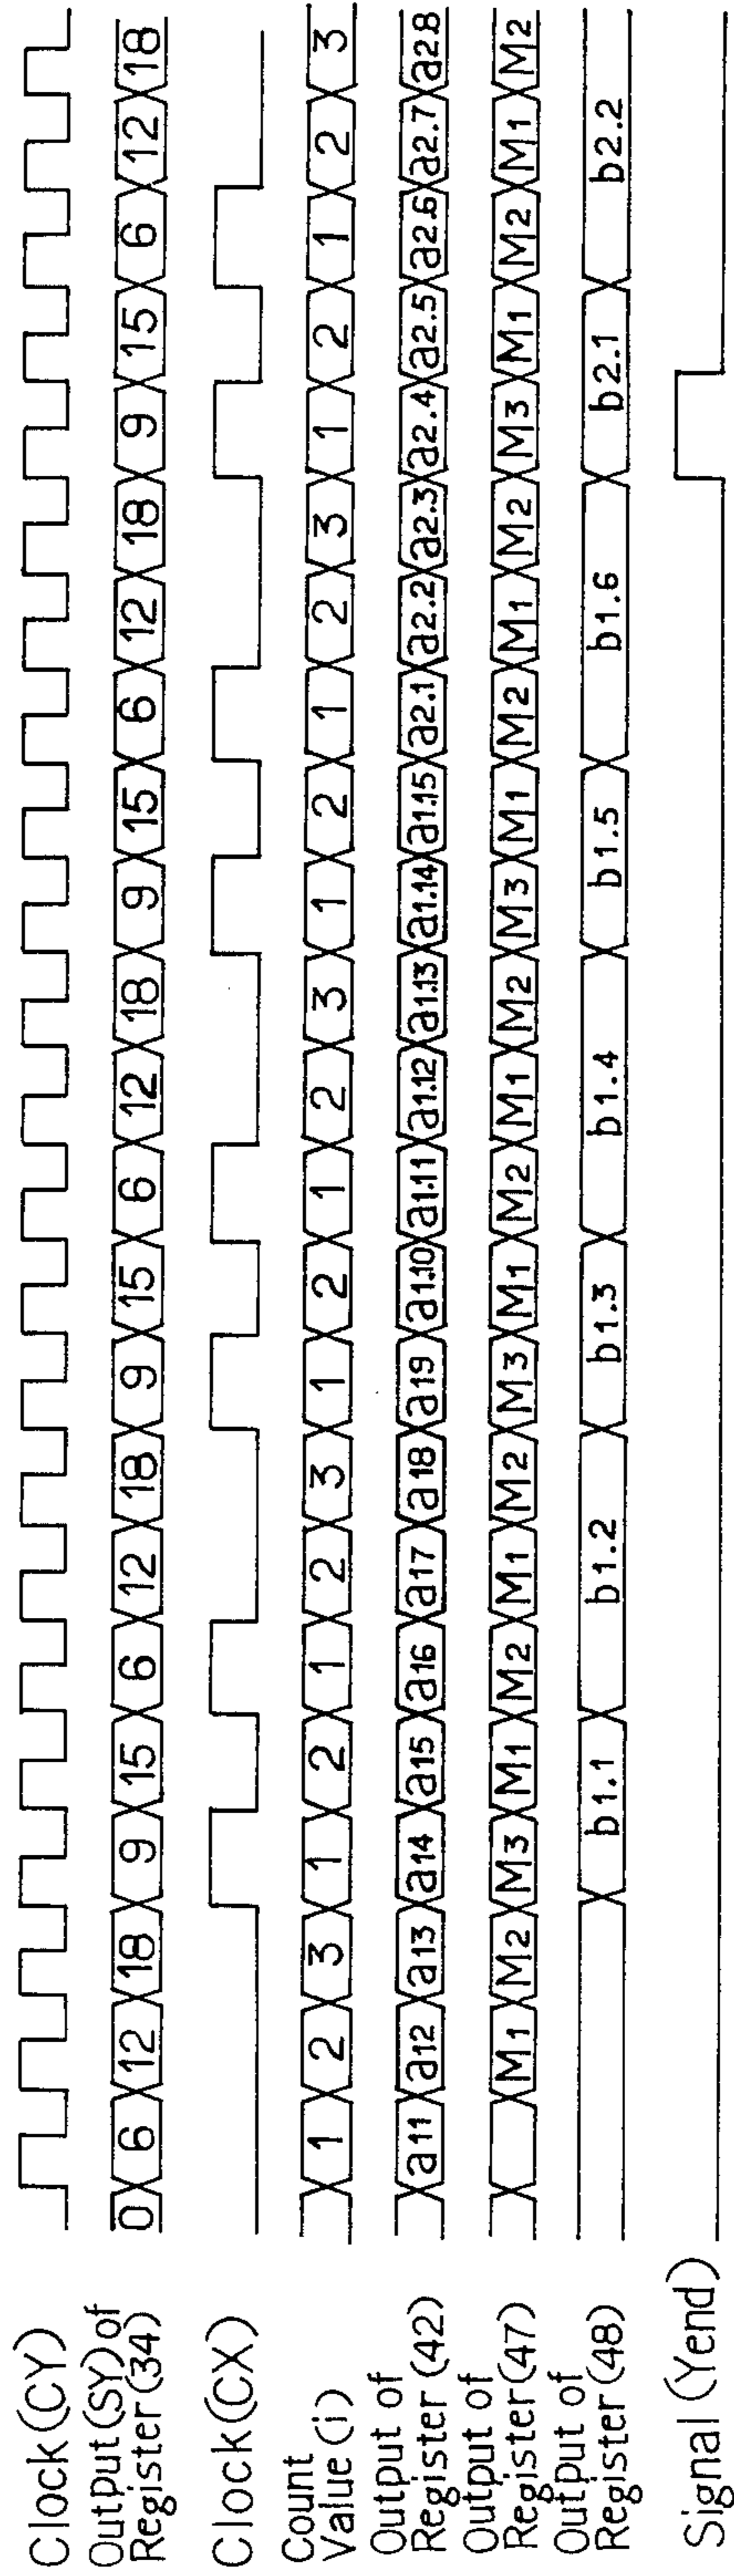 Clock(CY)
Output(SY) of
Register(34)
0 6 12 18 9 15 6 12 18 9 15 6 12 18 9 15 6 12 18 9 15 6 12 18
Clock(CX)
Count
Value(i)
1 2 3 1 2 1 2 3 1 2 1 2 3 1 2 1 2 3 1 2 1 2 3
Output of
Register(42)
a11 a12 a13 a14 a15 a16 a17 a18 a19 a1.10 a1.11 a1.12 a1.13 a1.14 a1.15 a2.1 a2.2 a2.3 a2.4 a2.5 a2.6 a2.7 a2.8
Output of
Register(47)
M1 M2 M3 M1 M2 M1 M2 M3 M1 M2 M1 M2 M3 M1 M2 M1 M2 M3 M1 M2 M1 M2
Output of
Register(48)
b1.1 b1.2 b1.3 b1.4 b1.5 b1.6 b2.1 b2.2
Signal(Yend)